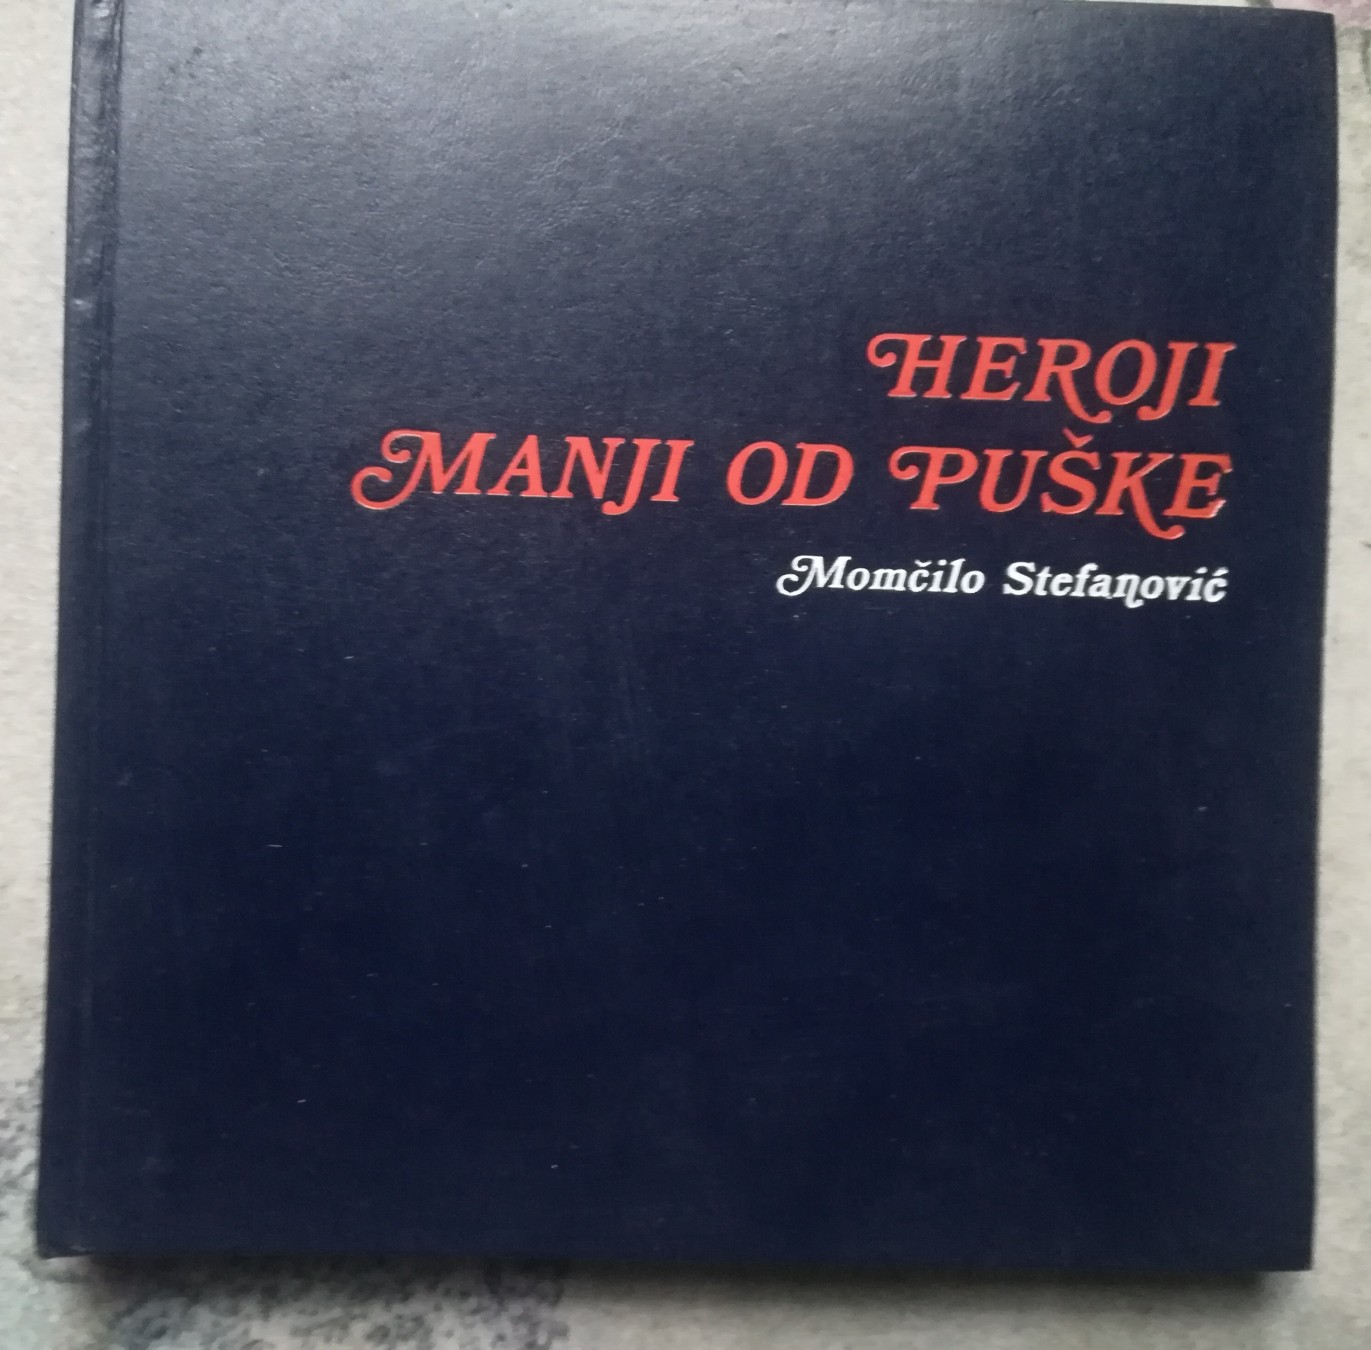 HEROJI
MANJI OD PUŠKE
Momčilo Stefanović